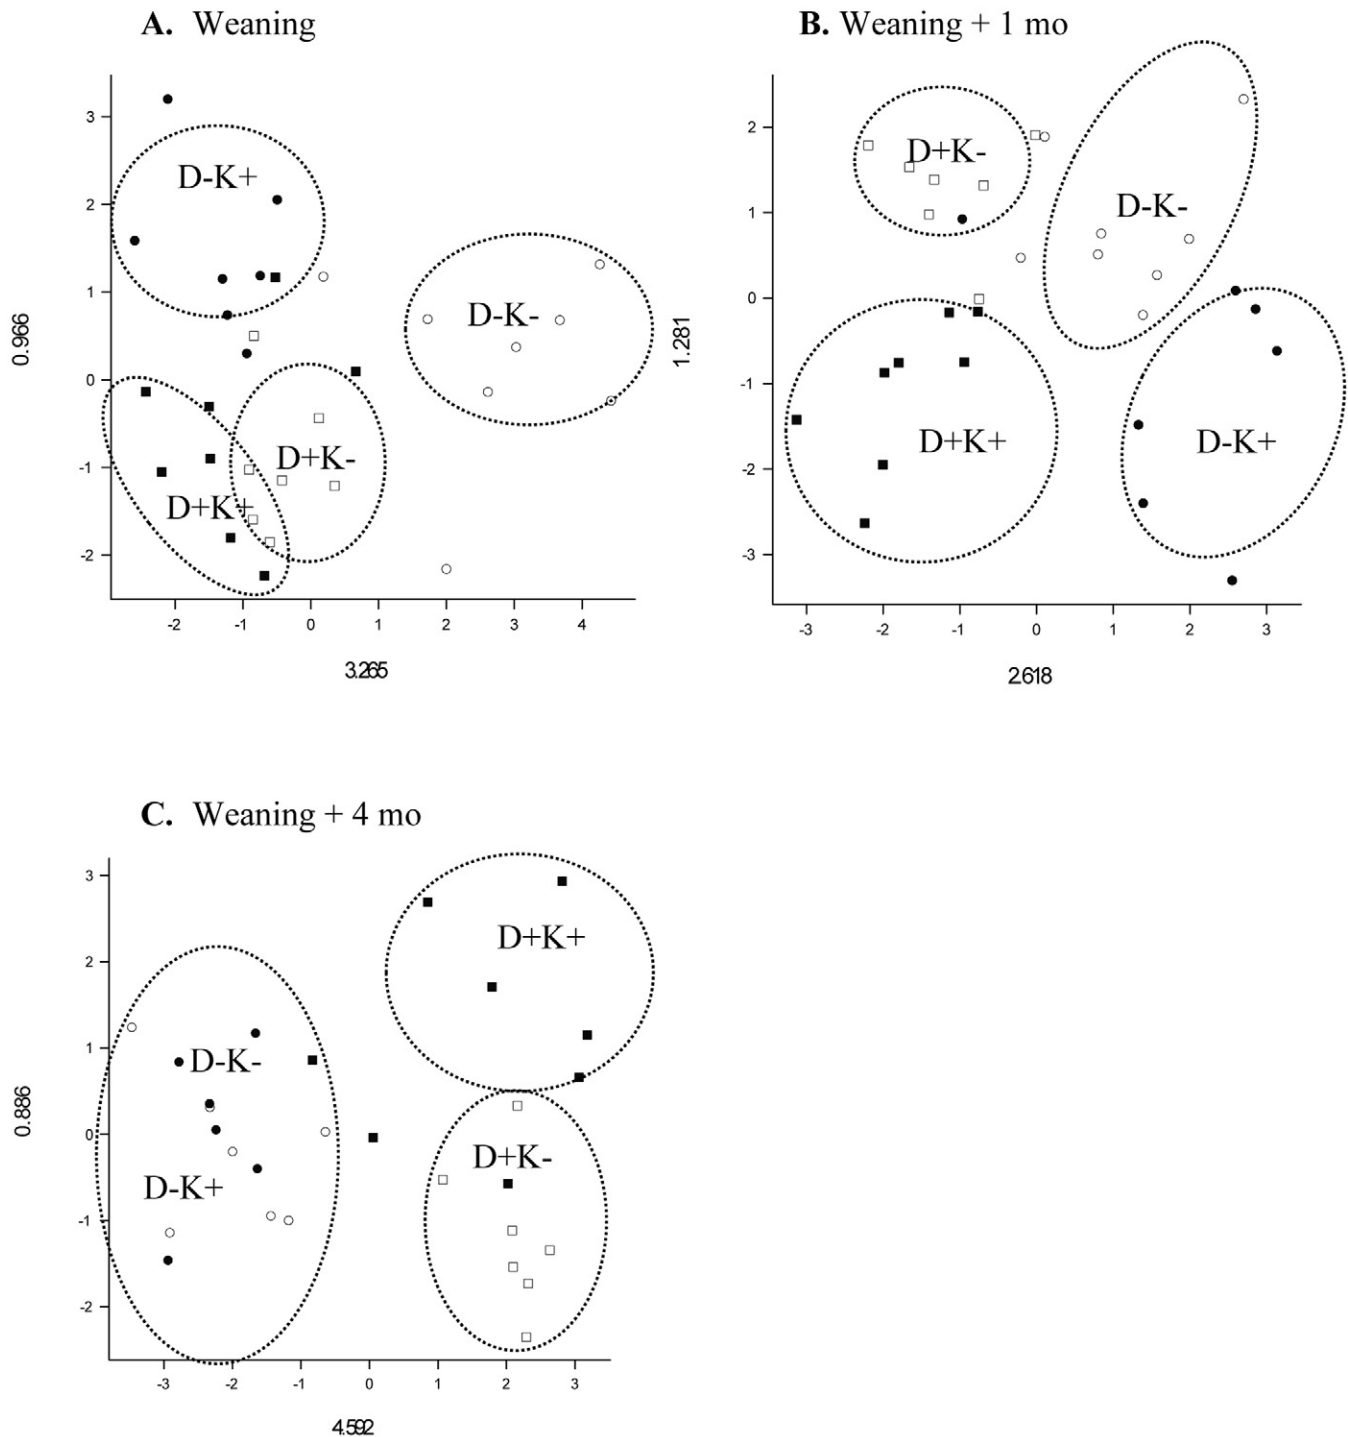 A. Weaning
3
2
1
0
-1
-2
0.966
D-K+
D-K-
D+K-
D+K+
-2 -1 0 1 2 3 4
3.265
B. Weaning + 1 mo
2
1
0
-1
-2
-3
1.281
D+K-
D-K-
D+K+
D-K+
-3 -2 -1 0 1 2 3
2.618
C. Weaning + 4 mo
3
2
1
0
-1
-2
0.886
D+K+
D-K-
D+K-
D-K+
-3 -2 -1 0 1 2 3
4.592